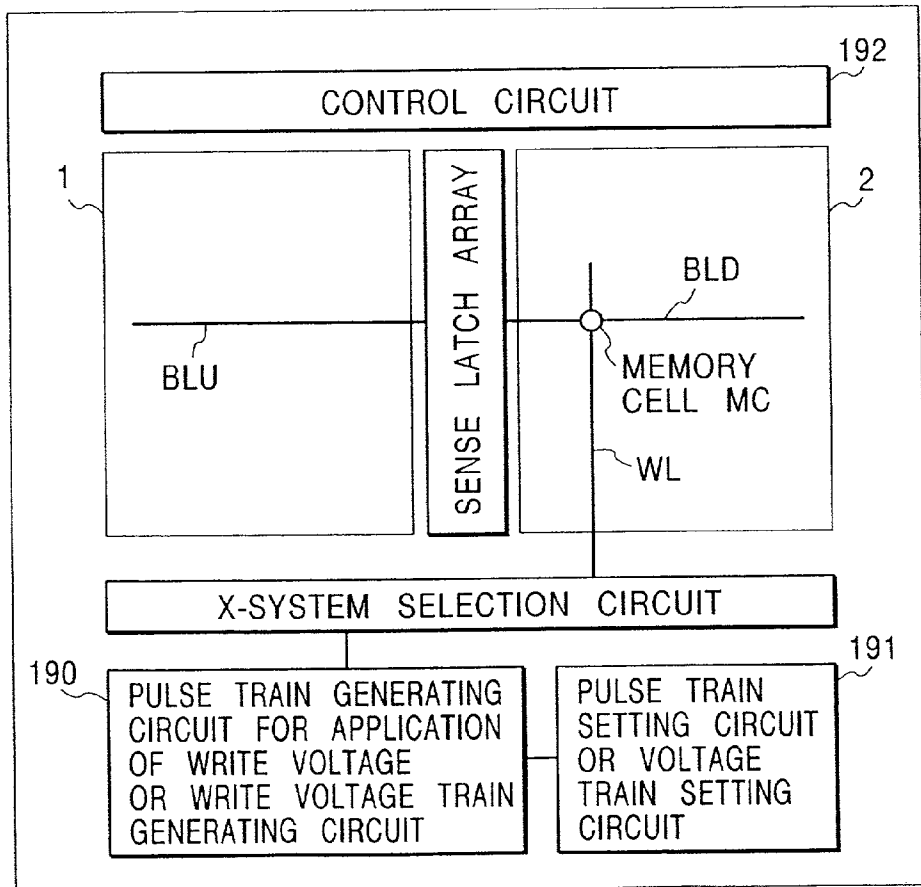 192
CONTROL CIRCUIT
1
2
SENSE LATCH ARRAY
BLU
BLD
MEMORY
CELL MC
WL
X-SYSTEM SELECTION CIRCUIT
190
PULSE TRAIN GENERATING
CIRCUIT FOR APPLICATION
OF WRITE VOLTAGE
OR WRITE VOLTAGE TRAIN
GENERATING CIRCUIT
191
PULSE TRAIN
SETTING CIRCUIT
OR VOLTAGE
TRAIN SETTING
CIRCUIT